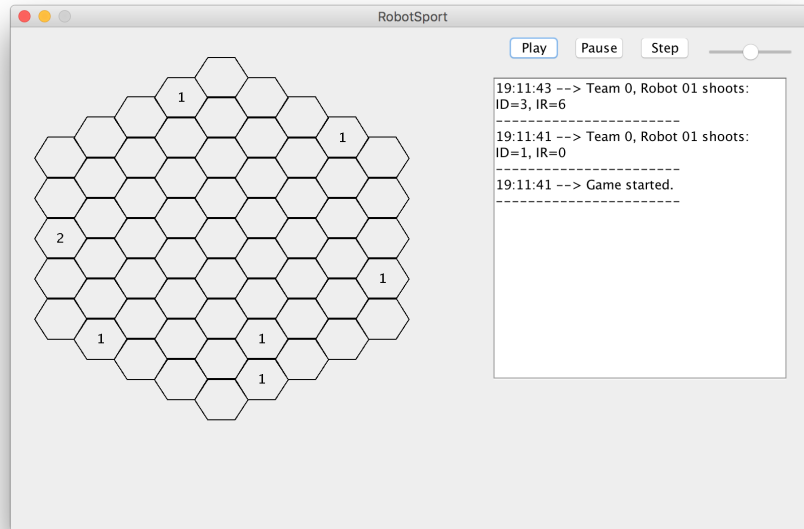 RobotSport
Play Pause Step
19:11:43 --> Team 0, Robot 01 shoots:
ID=3, IR=6
-----------------------
19:11:41 --> Team 0, Robot 01 shoots:
ID=1, IR=0
-----------------------
19:11:41 --> Game started.
-----------------------
1
1
2
1
1
1
1